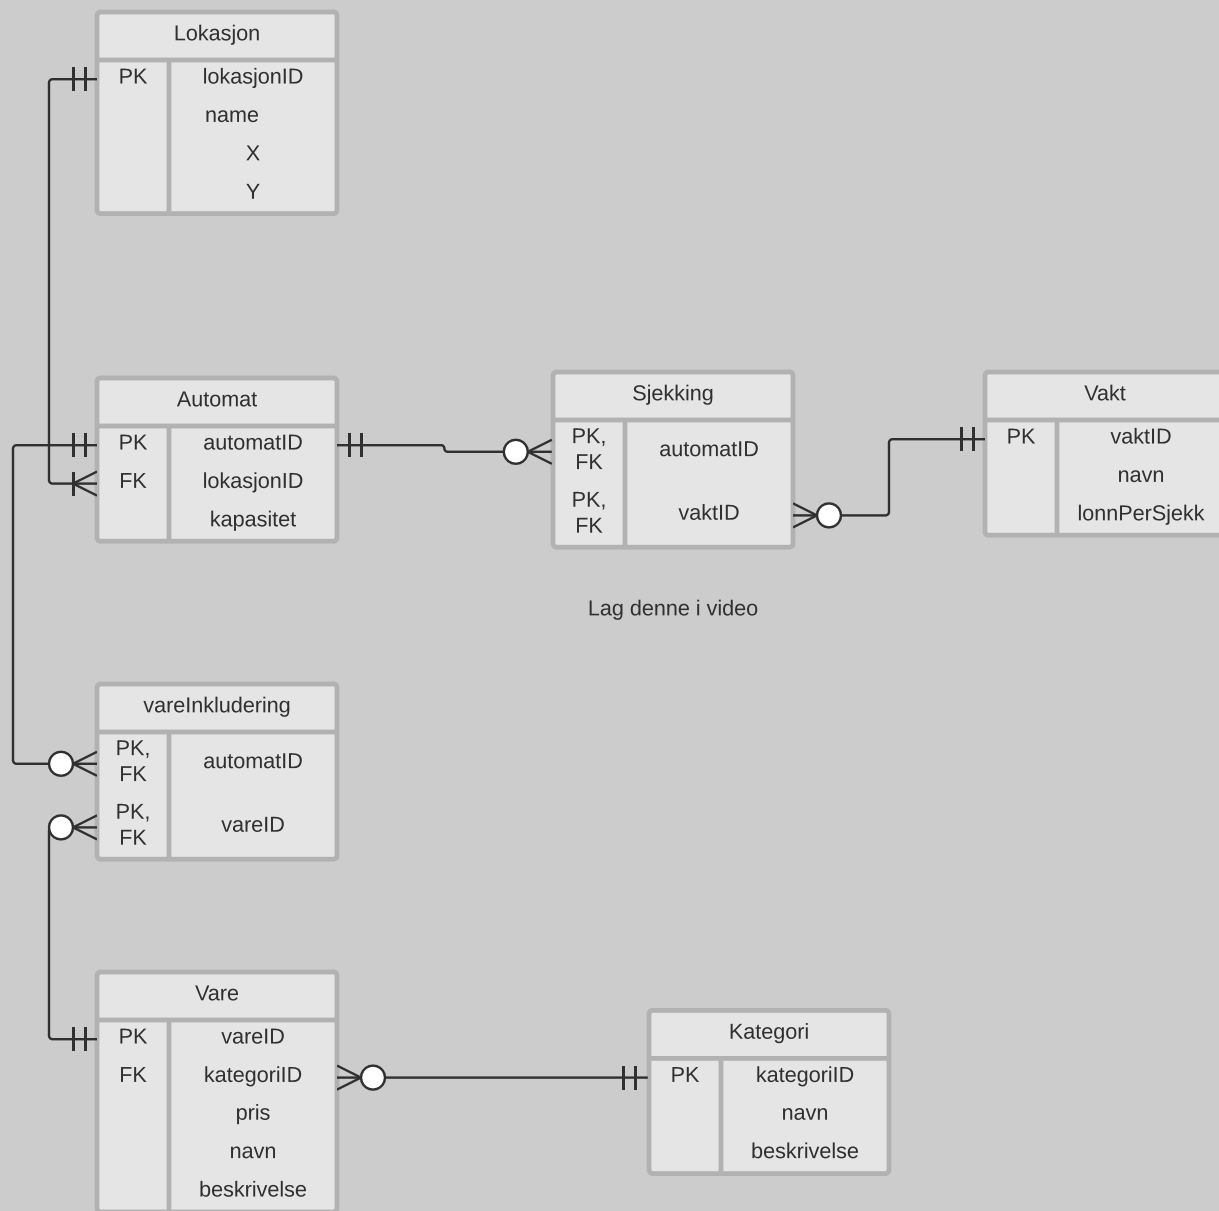 Lokasjon
PK lokasjonID
name
X
Y
Automat
PK automatID
FK lokasjonID
kapasitet
Sjekking
PK,
FK automatID
PK,
FK vaktID
Vakt
PK vaktID
navn
lonnPerSjekk
Lag denne i video
vareInkludering
PK,
FK automatID
PK,
FK vareID
Vare
PK vareID
FK kategoriID
pris
navn
beskrivelse
Kategori
PK kategoriID
navn
beskrivelse